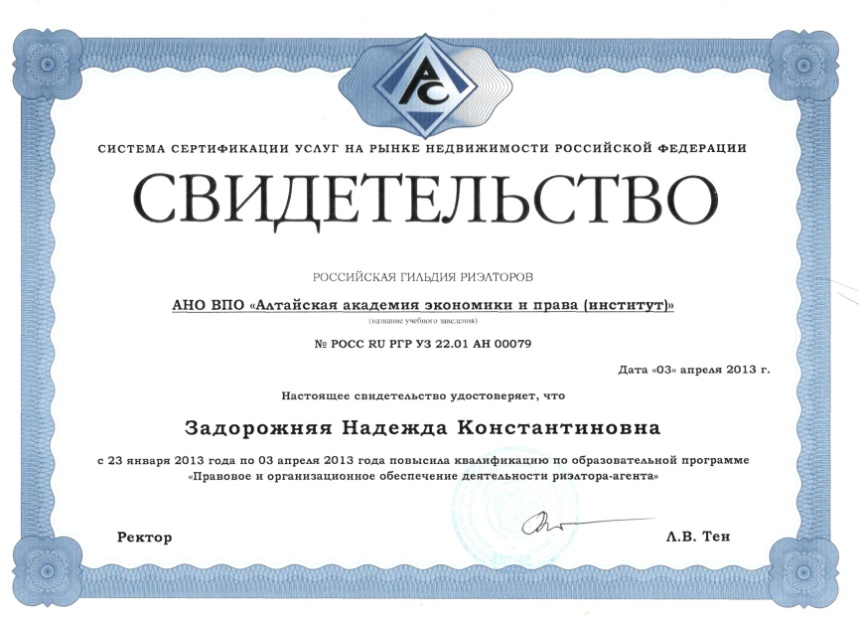 АС
СИСТЕМА СЕРТИФИКАЦИИ УСЛУГ НА РЫНКЕ НЕДВИЖИМОСТИ РОССИЙСКОЙ ФЕДЕРАЦИИ
СВИДЕТЕЛЬСТВО
РОССИЙСКАЯ ГИЛЬДИЯ РИЭЛТОРОВ
АНО ВПО «Алтайская академия экономики и права (институт)»
(название учебного заведения)
№ РОСС RU РГР УЗ 22.01 АН 00079
Дата «03» апреля 2013 г.
Настоящее свидетельство удостоверяет, что
Задорожняя Надежда Константиновна
с 23 января 2013 года по 03 апреля 2013 года повысила квалификацию по образовательной программе
«Правовое и организационное обеспечение деятельности риэлтора-агента»
Ректор
Л.В. Тен